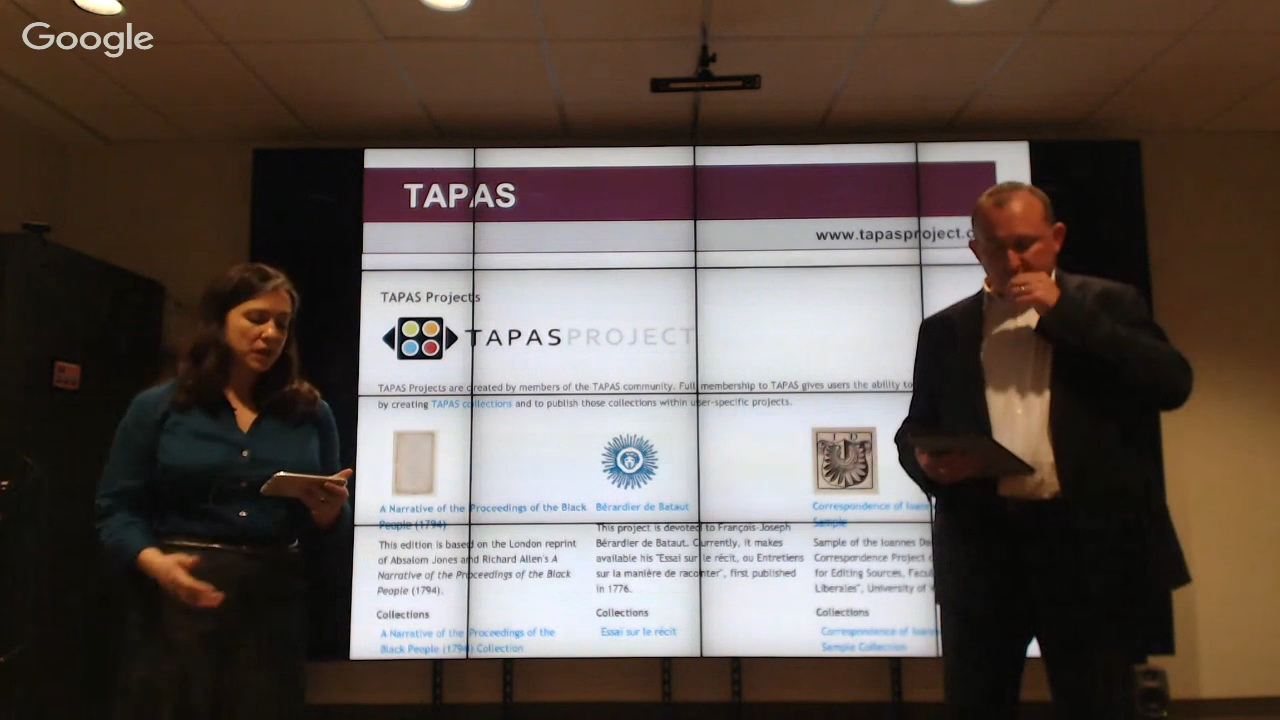 Google
TAPAS
www.tapasproject.
TAPAS Projects
TAPASPROJECT
TAPAS Projects are created by members of the TAPAS community. Full membership to TAPAS gives users the ability to
by creating TAPAS collections and to publish those collections within user-specific projects.
A Narrative of the Proceedings of the Black
People (1794)
This edition is based on the London reprint
of Absalom Jones and Richard Allen's A
Narrative of the Proceedings of the Black
People (1794).
Collections
A Narrative of the Proceedings of the
Black People (1794) Collection
Bérardier de Bataut
This project is devoted to François-Joseph
Bérardier de Bataut. Currently, it makes
available his "Essai sur le récit, ou Entretiens
sur la manière de raconter", first published
in 1776.
Collections
Essai sur le récit
I D
Correspondence of
Sample
Sample of the Ioannes
Correspondence Project
for Editing Sources,
Liberales", University of
Collections
Correspondence of
Sample Collection